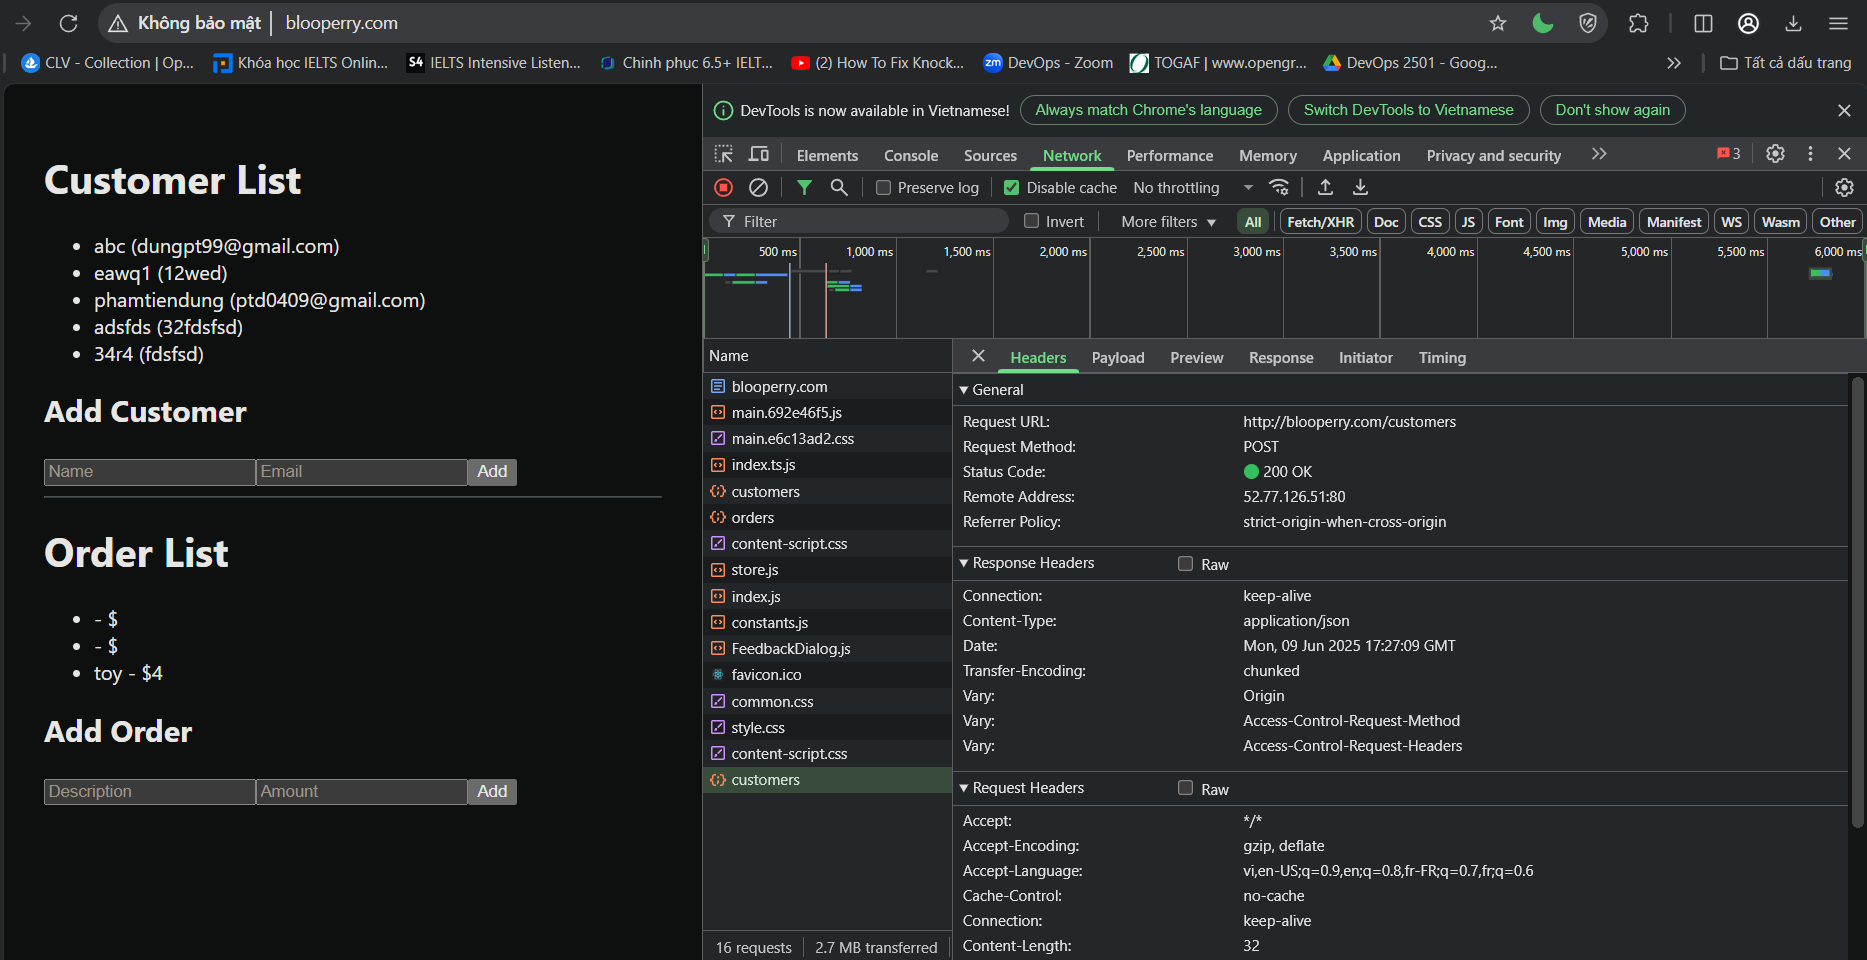 Không bảo mật blooperry.com
CLV - Collection | Op... Khóa học IELTS Onlin... S4 IELTS Intensive Listen... Chinh phục 6.5+ IELT... (2) How To Fix Knock... zm DevOps - Zoom TOGAF | www.opengr... DevOps 2501 - Goog... Tất cả dấu trang
Customer List
abc (dungpt99@gmail.com)
eawq1 (12wed)
phamtiendung (ptd0409@gmail.com)
adsfds (32fdsfsd)
34r4 (fdsfsd)
Add Customer
Name Email Add
Order List
- $
- $
toy - $4
Add Order
Description Amount Add
DevTools is now available in Vietnamese! Always match Chrome's language Switch DevTools to Vietnamese Don't show again
Elements Console Sources Network Performance Memory Application Privacy and security 3
Preserve log Disable cache No throttling
Filter Invert More filters All Fetch/XHR Doc CSS JS Font Img Media Manifest WS Wasm Other
500 ms 1,000 ms 1,500 ms 2,000 ms 2,500 ms 3,000 ms 3,500 ms 4,000 ms 4,500 ms 5,000 ms 5,500 ms 6,000 ms
Name
blooperry.com
main.692e46f5.js
main.e6c13ad2.css
index.ts.js
customers
orders
content-script.css
store.js
index.js
constants.js
FeedbackDialog.js
favicon.ico
common.css
style.css
content-script.css
customers
16 requests 2.7 MB transferred
Headers Payload Preview Response Initiator Timing
General
Request URL: http://blooperry.com/customers
Request Method: POST
Status Code: 200 OK
Remote Address: 52.77.126.51:80
Referrer Policy: strict-origin-when-cross-origin
Response Headers Raw
Connection: keep-alive
Content-Type: application/json
Date: Mon, 09 Jun 2025 17:27:09 GMT
Transfer-Encoding: chunked
Vary: Origin
Vary: Access-Control-Request-Method
Vary: Access-Control-Request-Headers
Request Headers Raw
Accept: */*
Accept-Encoding: gzip, deflate
Accept-Language: vi,en-US;q=0.9,en;q=0.8,fr-FR;q=0.7,fr;q=0.6
Cache-Control: no-cache
Connection: keep-alive
Content-Length: 32